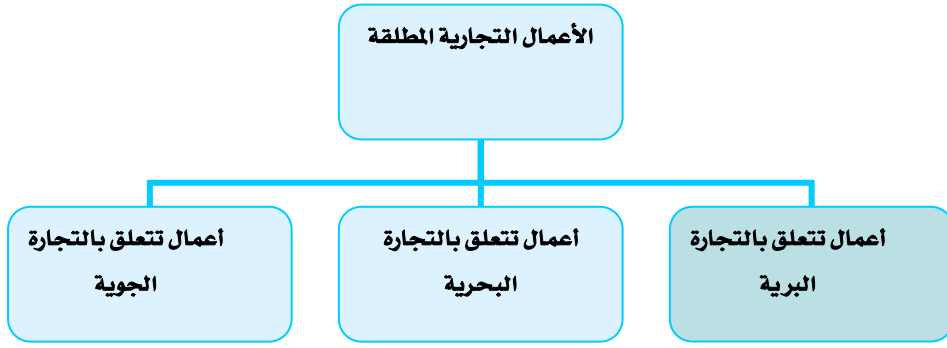 الأعمال التجارية المطلقة
أعمال تتعلق بالتجارة
البرية
أعمال تتعلق بالتجارة
البحرية
أعمال تتعلق بالتجارة
الجوية